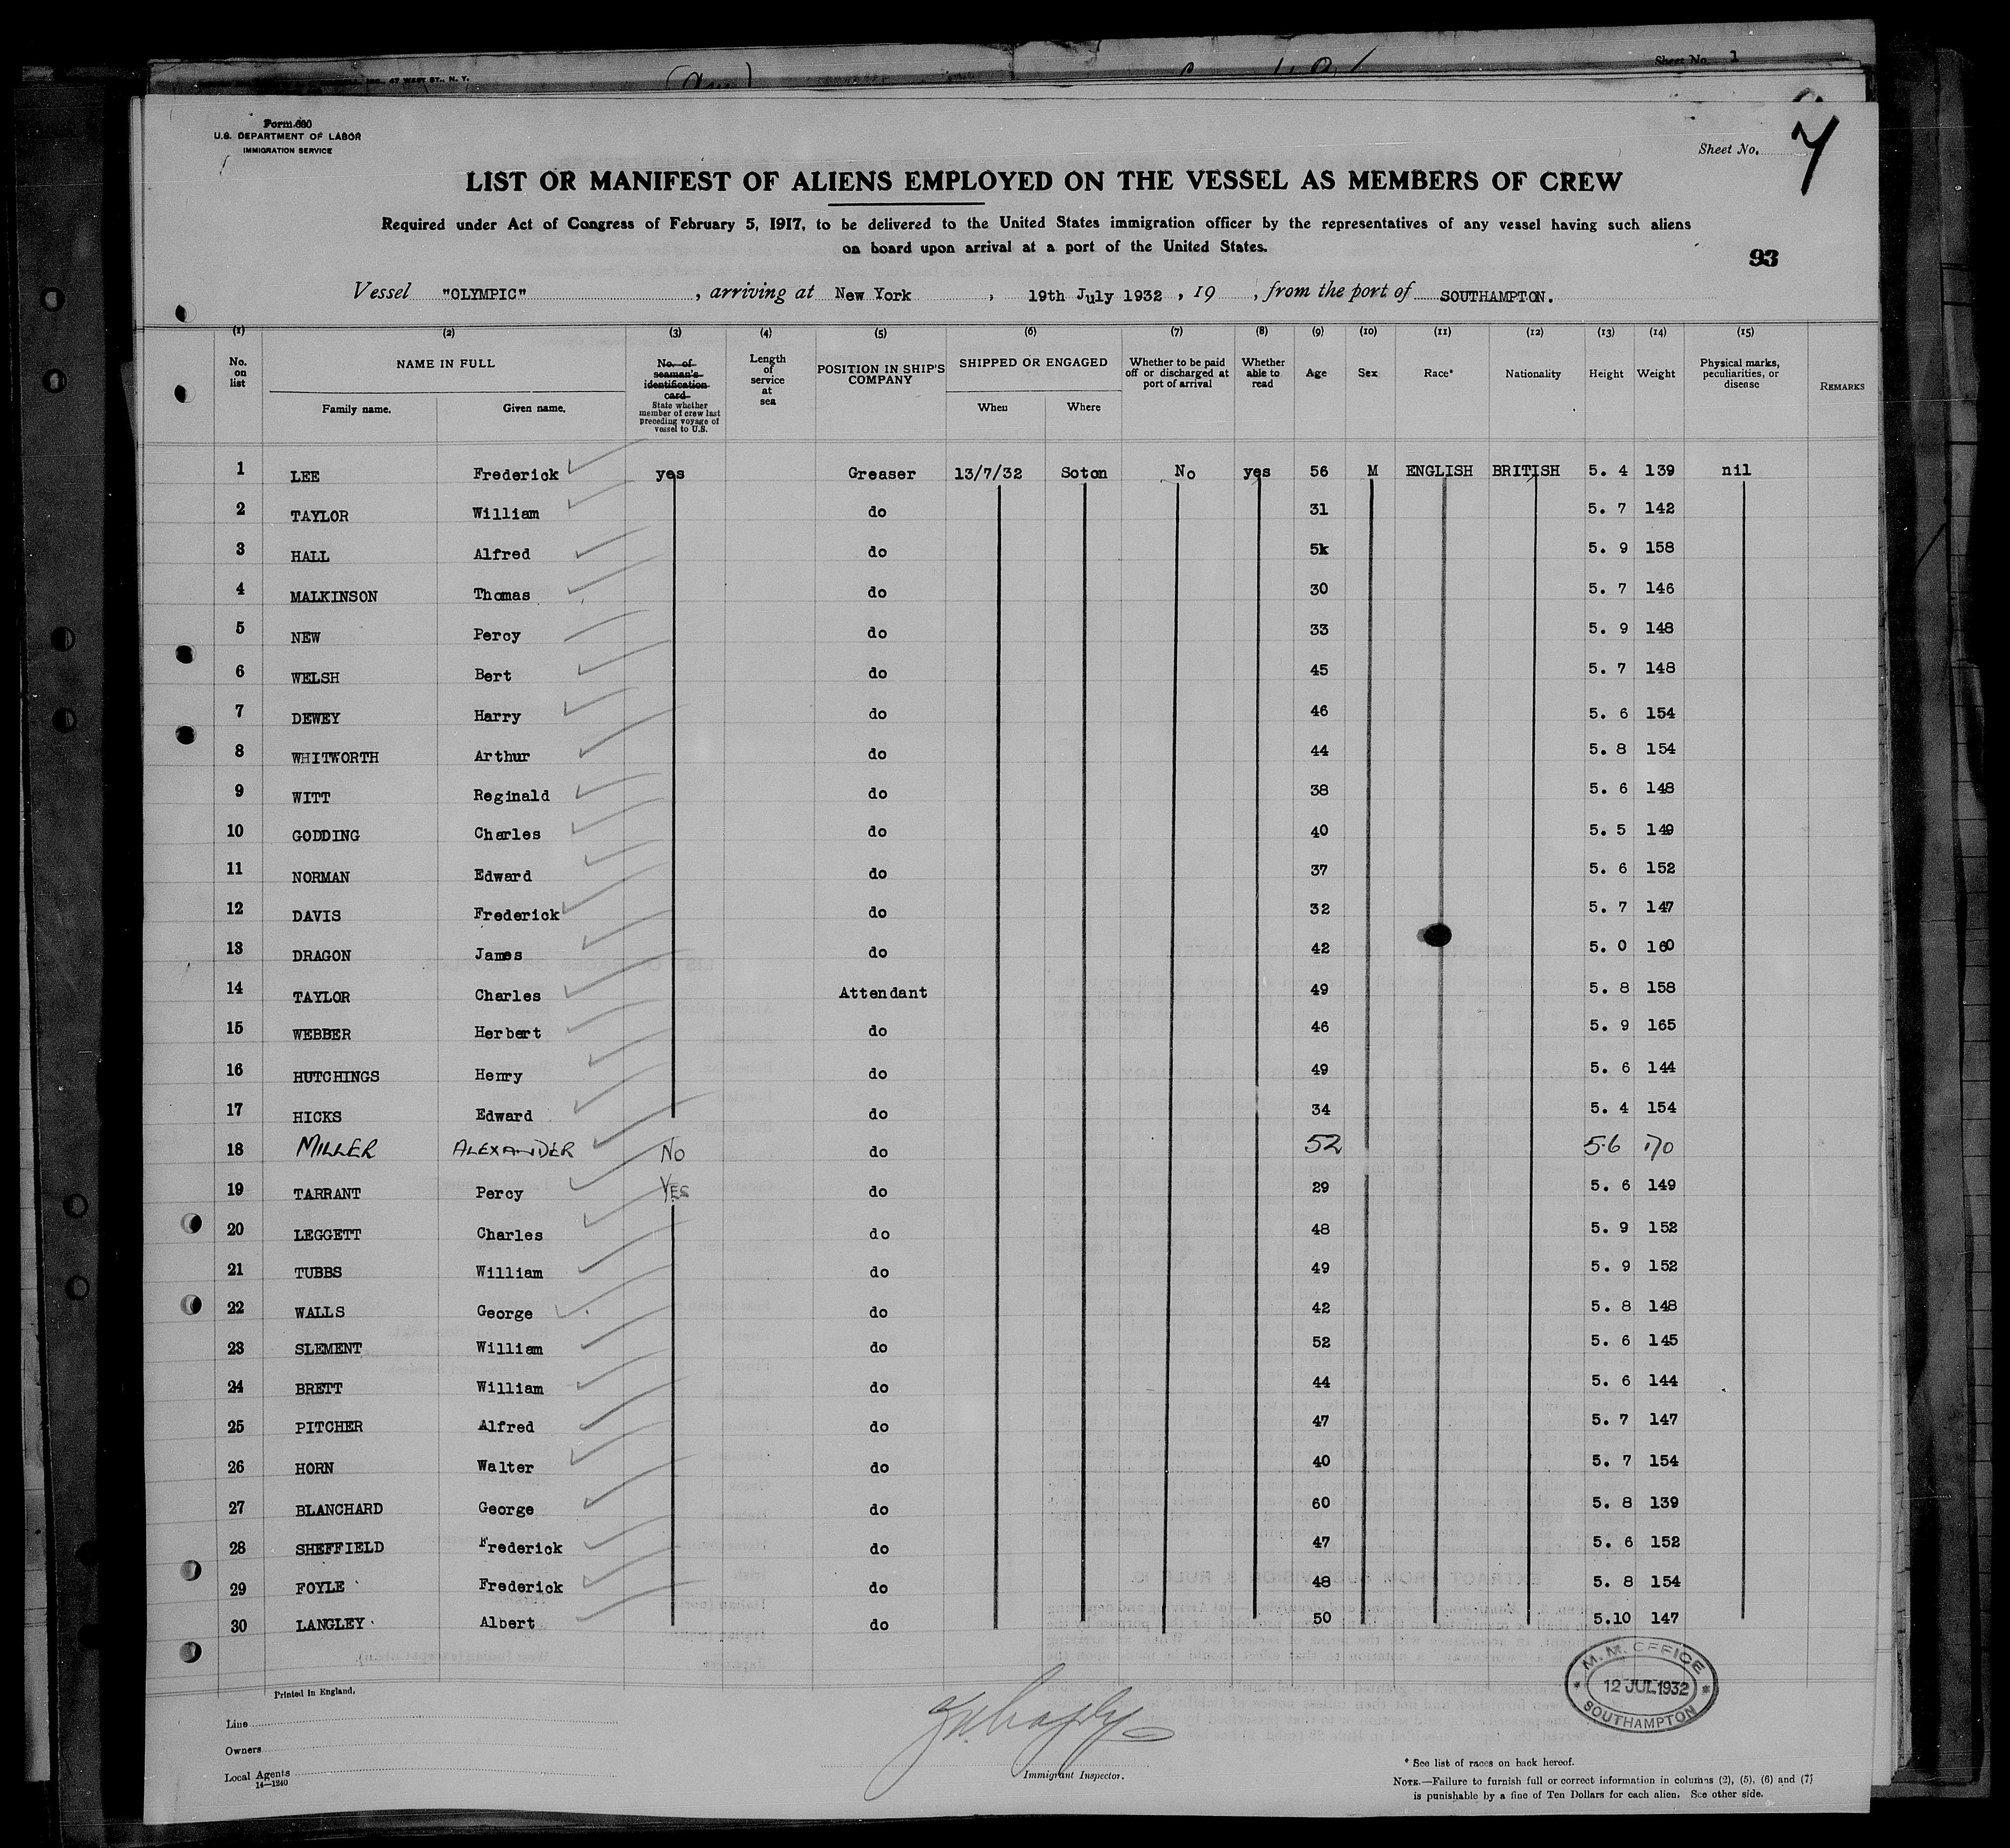 47 WEST ST., N. Y.
Sheet No. 1
Form 680
U.S. DEPARTMENT OF LABOR
IMMIGRATION SERVICE
Sheet No. 7
LIST OR MANIFEST OF ALIENS EMPLOYED ON THE VESSEL AS MEMBERS OF CREW
Required under Act of Congress of February 5, 1917, to be delivered to the United States immigration officer by the representatives of any vessel having such aliens
on board upon arrival at a port of the United States.
93
Vessel "OLYMPIC", arriving at New York, 19th July 1932, 19, from the port of SOUTHAMPTON.
(1) (2) (3) (4) (5) (6) (7) (8) (9) (10) (11) (12) (13) (14) (15)
No. on list NAME IN FULL Family name. Given name. No. of seaman's identification card State whether member of crew last preceding voyage of vessel to U.S. Length of service at sea POSITION IN SHIP'S COMPANY SHIPPED OR ENGAGED When Where Whether to be paid off or discharged at port of arrival Whether able to read Age Sex Race* Nationality Height Weight Physical marks, peculiarities, or disease REMARKS
1 LEE Frederick yes Greaser 13/7/32 Soton No yes 56 M ENGLISH BRITISH 5. 4 139 nil
2 TAYLOR William do 31 5. 7 142
3 HALL Alfred do 5k 5. 9 158
4 MALKINSON Thomas do 30 5. 7 146
5 NEW Percy do 33 5. 9 148
6 WELSH Bert do 45 5. 7 148
7 DEWEY Harry do 46 5. 6 154
8 WHITWORTH Arthur do 44 5. 8 154
9 WITT Reginald do 38 5. 6 148
10 GODDING Charles do 40 5. 5 149
11 NORMAN Edward do 37 5. 6 152
12 DAVIS Frederick do 32 5. 7 147
13 DRAGON James do 42 5. 0 160
14 TAYLOR Charles Attendant 49 5. 8 158
15 WEBBER Herbert do 46 5. 9 165
16 HUTCHINGS Henry do 49 5. 6 144
17 HICKS Edward do 34 5. 4 154
18 MILLER ALEXANDER NO do 52 5.6 170
19 TARRANT Percy YES do 29 5. 6 149
20 LEGGETT Charles do 48 5. 9 152
21 TUBBS William do 49 5. 9 152
22 WALLS George do 42 5. 8 148
23 SLEMENT William do 52 5. 6 145
24 BRETT William do 44 5. 6 144
25 PITCHER Alfred do 47 5. 7 147
26 HORN Walter do 40 5. 7 154
27 BLANCHARD George do 60 5. 8 139
28 SHEFFIELD Frederick do 47 5. 6 152
29 FOYLE Frederick do 48 5. 8 154
30 LANGLEY Albert do 50 5.10 147
M. M. OFFICE
12 JUL 1932
SOUTHAMPTON
Printed in England.
Line
Owners
Local Agents
14—1240
Immigrant Inspector.
* See list of races on back hereof.
NOTE.—Failure to furnish full or correct information in columns (2), (5), (6) and (7)
is punishable by a fine of Ten Dollars for each alien. See other side.